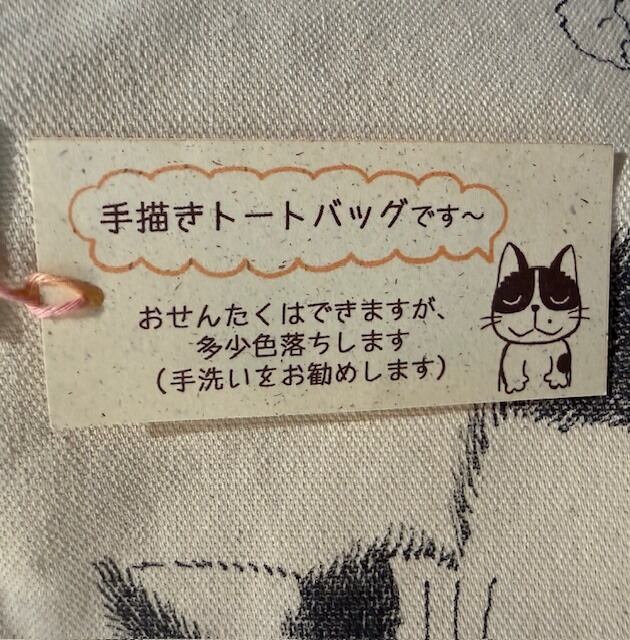 手描きトートバッグです～
おせんたくはできますが、
多少色落ちします
（手洗いをお勧めします）